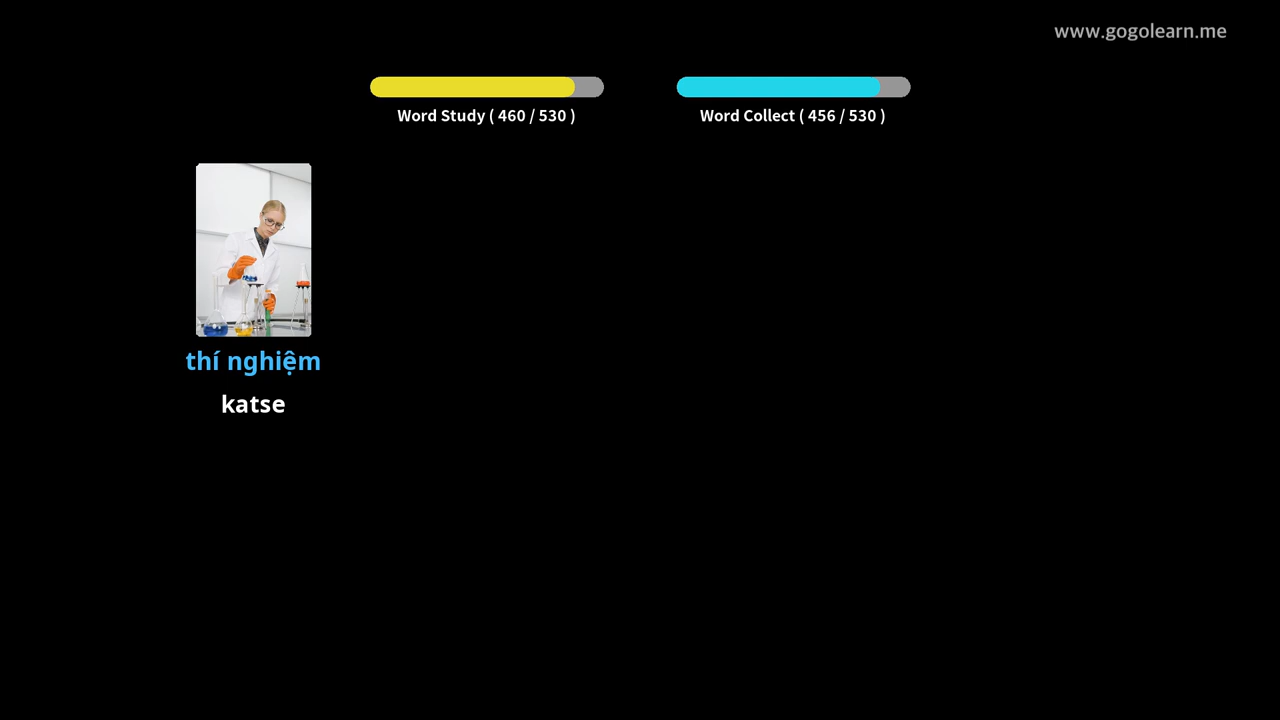 www.gogolearn.me
Word Study ( 460 / 530 )
Word Collect ( 456 / 530 )
thí nghiệm
katse